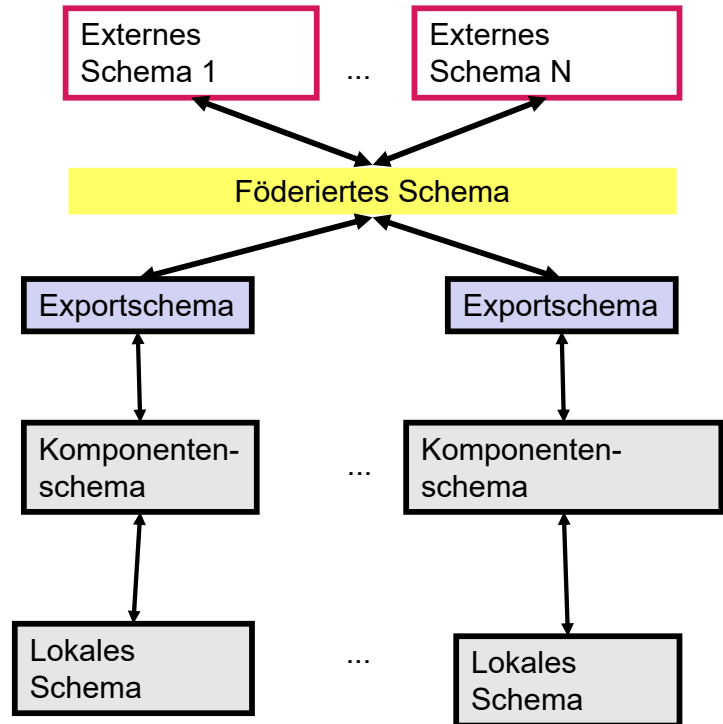 Externes
Schema 1
...
Externes
Schema N
Föderiertes Schema
Exportschema
Exportschema
Komponenten-
schema
...
Komponenten-
schema
Lokales
Schema
...
Lokales
Schema